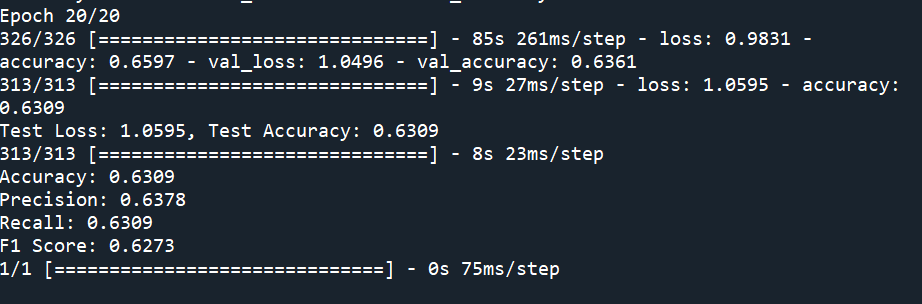 Epoch 20/20
326/326 [==============================] - 85s 261ms/step - loss: 0.9831 -
accuracy: 0.6597 - val_loss: 1.0496 - val_accuracy: 0.6361
313/313 [==============================] - 9s 27ms/step - loss: 1.0595 - accuracy:
0.6309
Test Loss: 1.0595, Test Accuracy: 0.6309
313/313 [==============================] - 8s 23ms/step
Accuracy: 0.6309
Precision: 0.6378
Recall: 0.6309
F1 Score: 0.6273
1/1 [==============================] - 0s 75ms/step